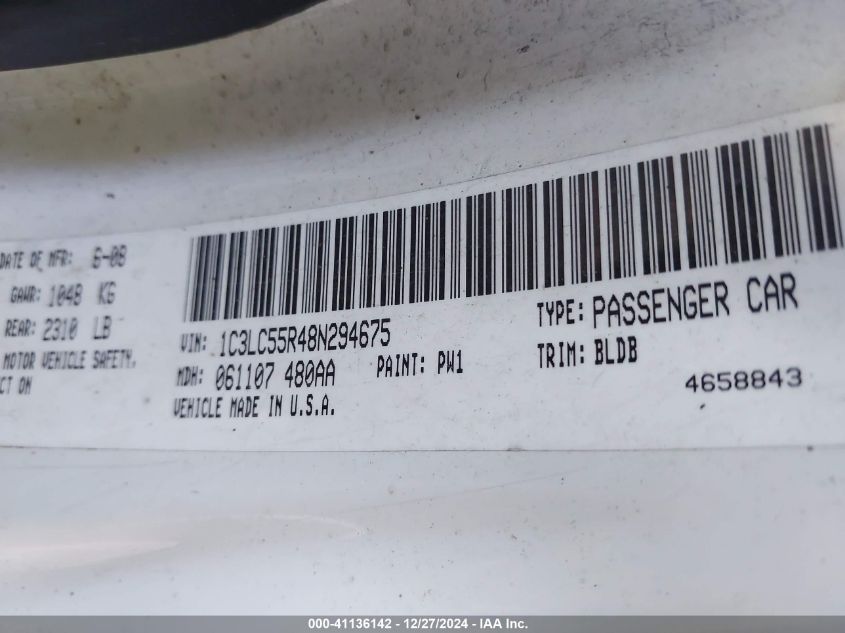 DATE OF MFR: 6-08
GAWR: 1048 KG
REAR: 2310 LB
MOTOR VEHICLE SAFETY,
CT ON
VIN: 1C3LC55R48N294675
TYPE: PASSENGER CAR
MDH: 061107 480AA
PAINT: PW1
TRIM: BLDB
VEHICLE MADE IN U.S.A.
4658843
000-41136142 - 12/27/2024 - IAA Inc.